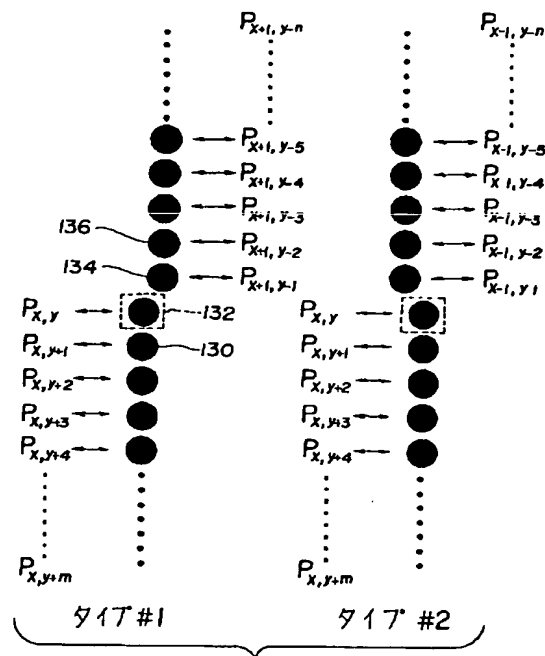 P_{x+1, y-n} P_{x-1, y-n}
P_{x+1, y-5} P_{x-1, y-5}
P_{x+1, y-4} P_{x-1, y-4}
P_{x+1, y-3} P_{x-1, y-3}
136 P_{x+1, y-2} P_{x-1, y-2}
134 P_{x+1, y-1} P_{x-1, y-1}
P_{x, y} 132 P_{x, y}
P_{x, y+1} 130 P_{x, y+1}
P_{x, y+2} P_{x, y+2}
P_{x, y+3} P_{x, y+3}
P_{x, y+4} P_{x, y+4}
P_{x, y+m} P_{x, y+m}
タイプ #1 タイプ #2